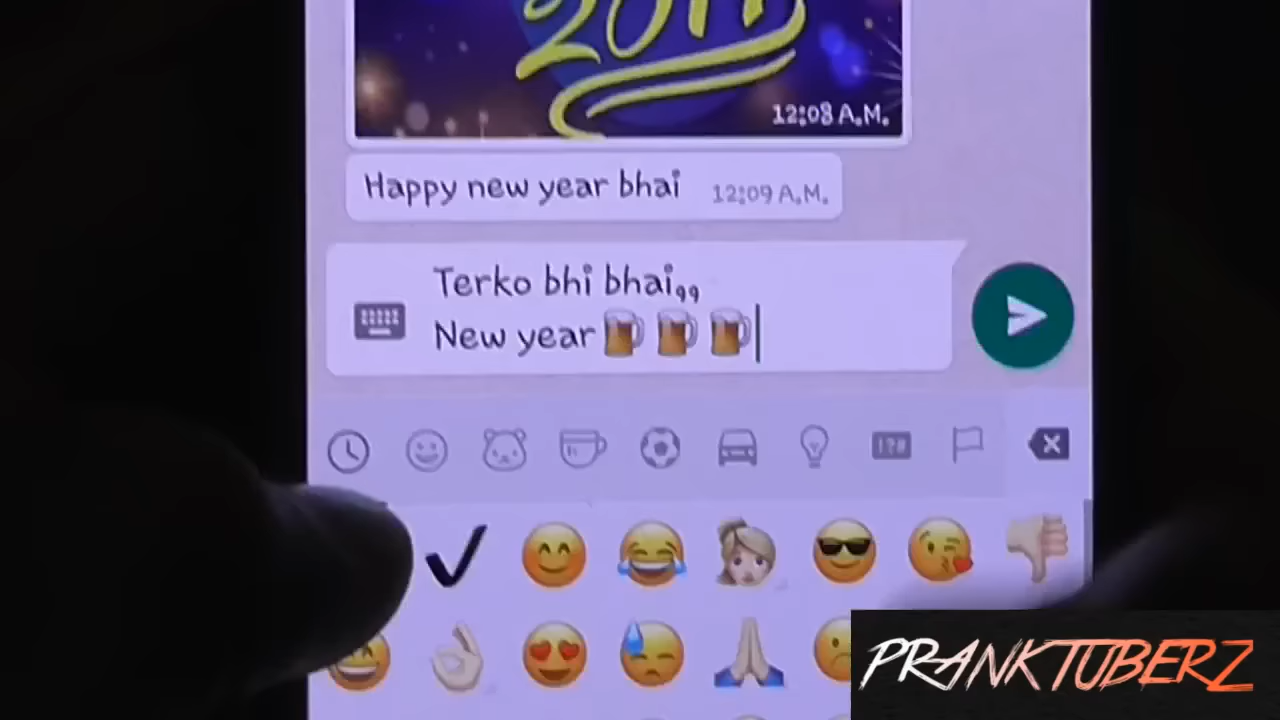 12:08 A.M.
Happy new year bhai 12:09 A.M.
Terko bhi bhai,,
New year
PRANKTUBERZ